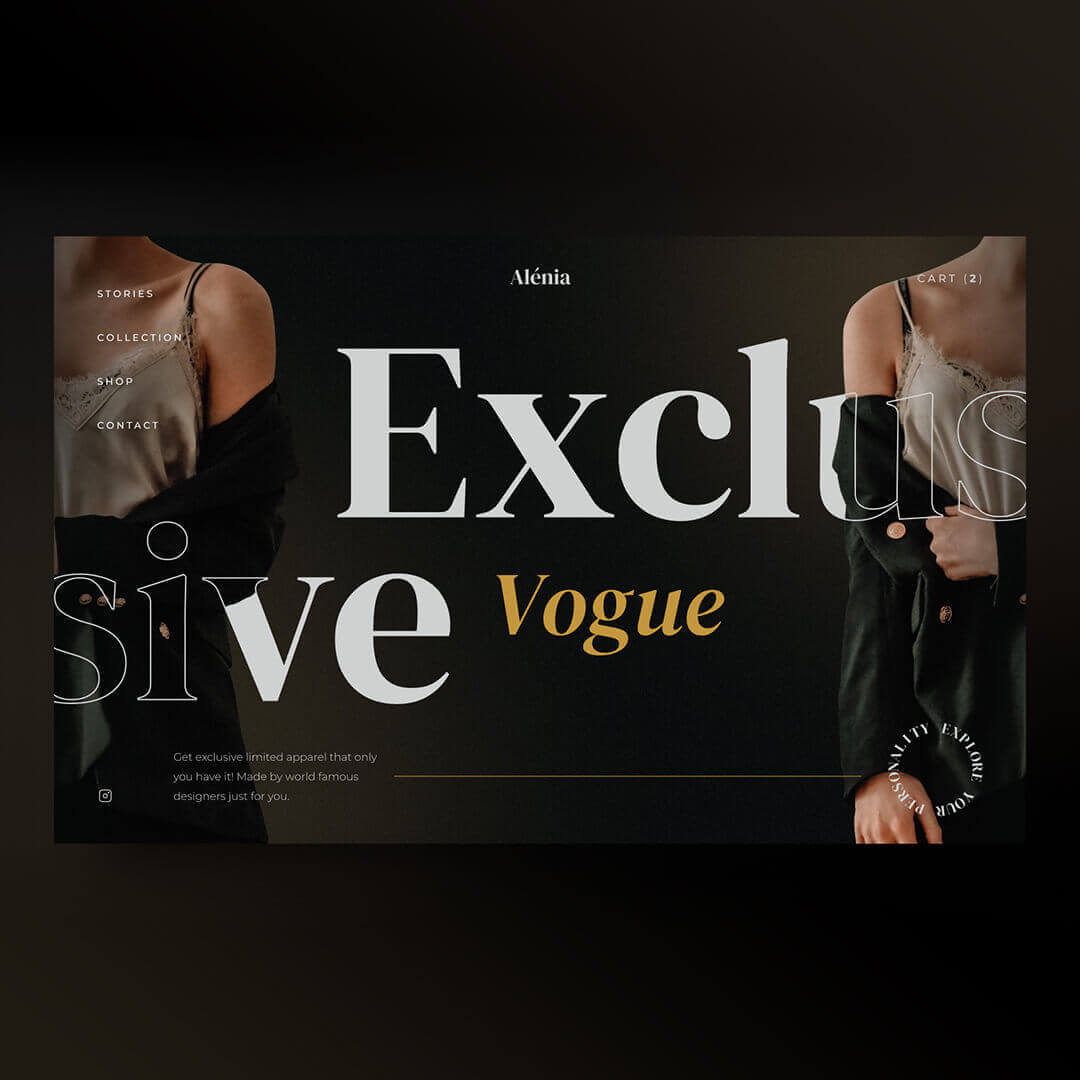 Alénia
CART (2)
STORIES
COLLECTION
SHOP
CONTACT
Exclus
sive
Vogue
Get exclusive limited apparel that only
you have it! Made by world famous
designers just for you.
EXPLORE YOUR PERSONALITY